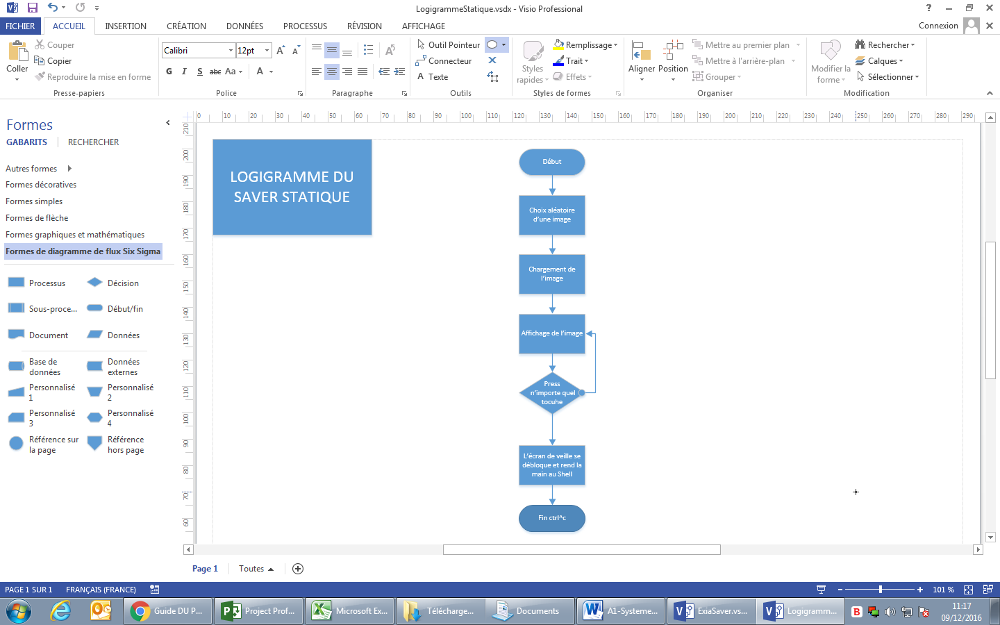 LogigrammeStatique.vsdx - Visio Professional
FICHIER ACCUEIL INSERTION CRÉATION DONNÉES PROCESSUS RÉVISION AFFICHAGE Connexion
Coller
Couper
Copier
Reproduire la mise en forme
Presse-papiers
Calibri 12pt
G I S abc Aa A
Police
Paragraphe
Outil Pointeur
Connecteur
A Texte
Outils
Styles rapides
Remplissage
Trait
Effets
Styles de formes
Aligner Position
Mettre au premier plan
Mettre à l'arrière-plan
Grouper
Organiser
Modifier la forme
Rechercher
Calques
Sélectionner
Modification
Formes
GABARITS RECHERCHER
Autres formes
Formes décoratives
Formes simples
Formes de flèche
Formes graphiques et mathématiques
Formes de diagramme de flux Six Sigma
Processus Décision
Sous-proce... Début/fin
Document Données
Base de données Données externes
Personnalisé 1 Personnalisé 2
Personnalisé 3 Personnalisé 4
Référence sur la page Référence hors page
0 10 20 30 40 50 60 70 80 90 100 110 120 130 140 150 160 170 180 190 200 210 220 230 240 250 260 270 280 290
210
200
190
180
170
160
150
140
130
120
110
100
90
80
70
60
LOGIGRAMME DU
SAVER STATIQUE
Début
Choix aléatoire
d'une image
Chargement de
l'image
Affichage de l'image
Press
n'importe quel
tocuhe
L'écran de veille se
débloque et rend la
main au Shell
Fin ctrl^c
Page 1 Toutes
PAGE 1 SUR 1 FRANÇAIS (FRANCE) 101 %
Guide DU P... Project Prof... Microsoft Ex... Télécharge... Documents A1-Systeme... ExiaSaver.vs... Logigramm...
11:17
09/12/2016